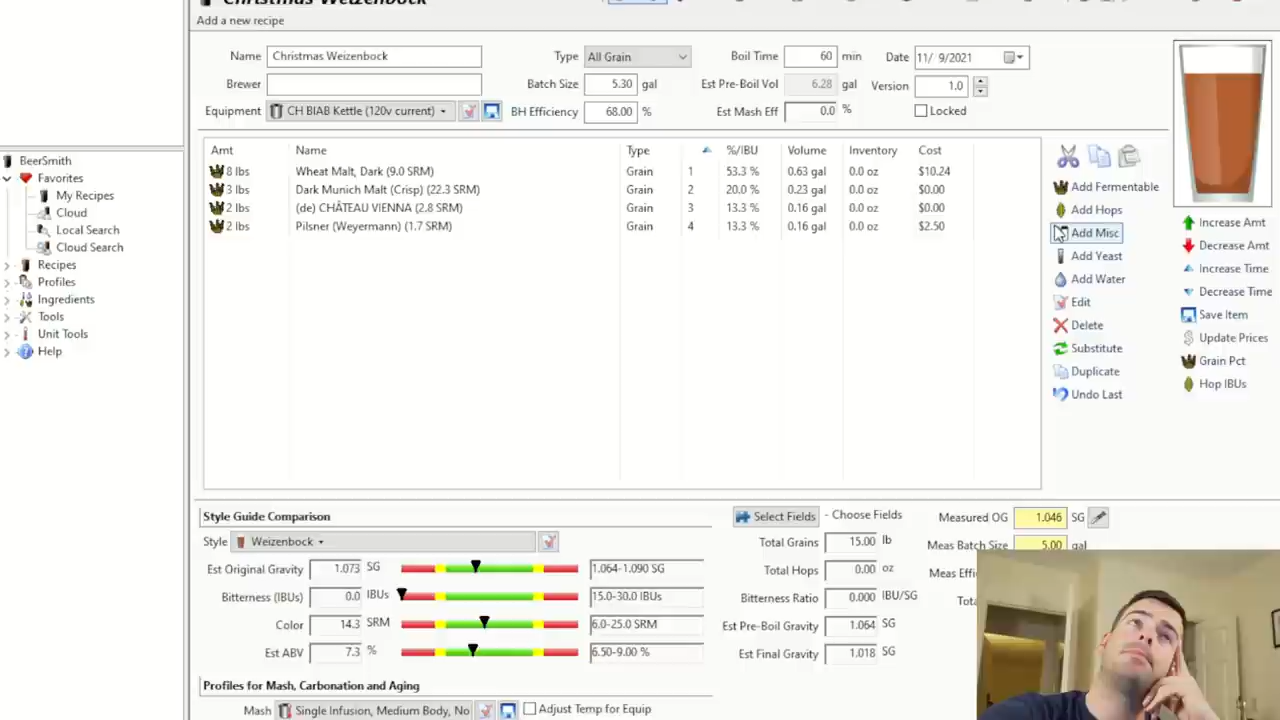 Christmas Weizenbock
Add a new recipe
Name Christmas Weizenbock Type All Grain Boil Time 60 min Date 11/ 9/2021
Brewer Batch Size 5.30 gal Est Pre-Boil Vol 6.28 gal Version 1.0
Equipment CH BIAB Kettle (120v current) BH Efficiency 68.00 % Est Mash Eff 0.0 % Locked
Amt Name Type %/IBU Volume Inventory Cost
8 lbs Wheat Malt, Dark (9.0 SRM) Grain 1 53.3 % 0.63 gal 0.0 oz $10.24
3 lbs Dark Munich Malt (Crisp) (22.3 SRM) Grain 2 20.0 % 0.23 gal 0.0 oz $0.00
2 lbs (de) CHÂTEAU VIENNA (2.8 SRM) Grain 3 13.3 % 0.16 gal 0.0 oz $0.00
2 lbs Pilsner (Weyermann) (1.7 SRM) Grain 4 13.3 % 0.16 gal 0.0 oz $2.50
BeerSmith
Favorites
My Recipes
Cloud
Local Search
Cloud Search
Recipes
Profiles
Ingredients
Tools
Unit Tools
Help
Add Fermentable
Add Hops
Add Misc
Add Yeast
Add Water
Edit
Delete
Substitute
Duplicate
Undo Last
Increase Amt
Decrease Amt
Increase Time
Decrease Time
Save Item
Update Prices
Grain Pct
Hop IBUs
Style Guide Comparison
Style Weizenbock
Est Original Gravity 1.073 SG 1.064-1.090 SG
Bitterness (IBUs) 0.0 IBUs 15.0-30.0 IBUs
Color 14.3 SRM 6.0-25.0 SRM
Est ABV 7.3 % 6.50-9.00 %
Select Fields - Choose Fields
Total Grains 15.00 lb
Total Hops 0.00 oz
Bitterness Ratio 0.000 IBU/SG
Est Pre-Boil Gravity 1.064 SG
Est Final Gravity 1.018 SG
Measured OG 1.046 SG
Meas Batch Size 5.00 gal
Meas Effi
Tota
Profiles for Mash, Carbonation and Aging
Mash Single Infusion, Medium Body, No Adjust Temp for Equip